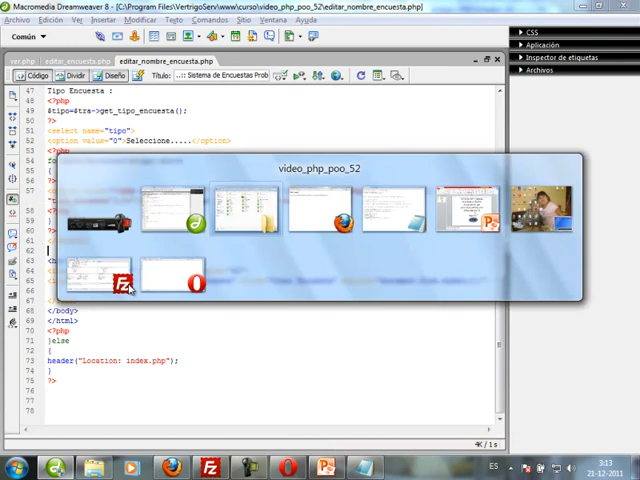 Macromedia Dreamweaver 8 - [C:\Program Files\VertrigoServ\www\curso\video_php_poo_52\editar_nombre_encuesta.php]
Archivo Edición Ver Insertar Modificar Texto Comandos Sitio Ventana Ayuda
Común
CSS
Aplicación
Inspector de etiquetas
Archivos
ver.php editar_encuesta.php editar_nombre_encuesta.php
Código Dividir Diseño Título: ..:: Sistema de Encuestas Prob
47 Tipo Encuesta :
48 <?php
49 $tipo=$tra->get_tipo_encuesta();
50 ?>
51 <select name="tipo">
52 <option value="0">Seleccione.....</option>
53 <?php
video_php_poo_52
67
68 </body>
69 </html>
70 <?php
71 }else
72 {
73 header("Location: index.php");
74 }
75 ?>
76
77
78
4K / 1 s
ES
3:13
21-12-2011